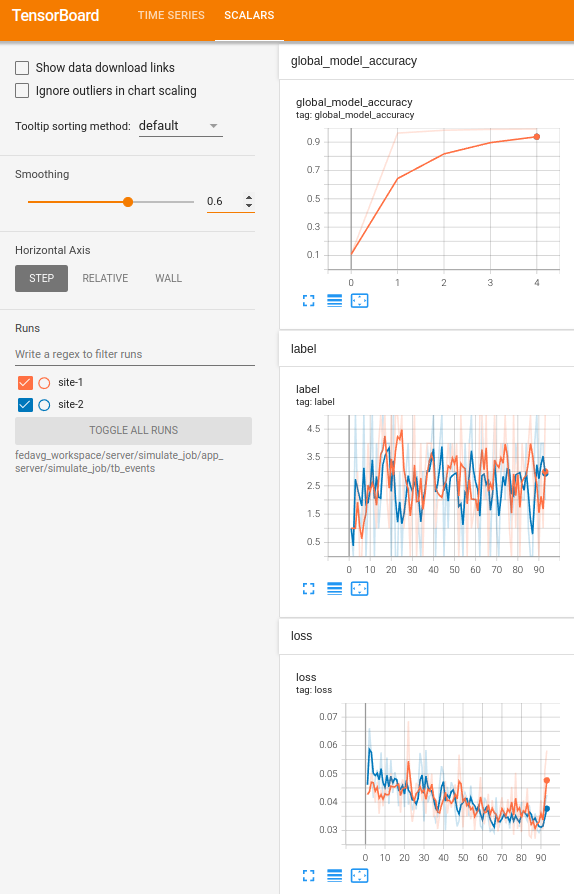 TensorBoard
TIME SERIES
SCALARS
Show data download links
Ignore outliers in chart scaling
Tooltip sorting method: default
Smoothing
0.6
Horizontal Axis
STEP
RELATIVE
WALL
Runs
Write a regex to filter runs
site-1
site-2
TOGGLE ALL RUNS
fedavg_workspace/server/simulate_job/app_
server/simulate_job/tb_events
global_model_accuracy
global_model_accuracy
tag: global_model_accuracy
0.9
0.7
0.5
0.3
0.1
0 1 2 3 4
label
label
tag: label
4.5
3.5
2.5
1.5
0.5
0 10 20 30 40 50 60 70 80 90
loss
loss
tag: loss
0.07
0.06
0.05
0.04
0.03
0 10 20 30 40 50 60 70 80 90